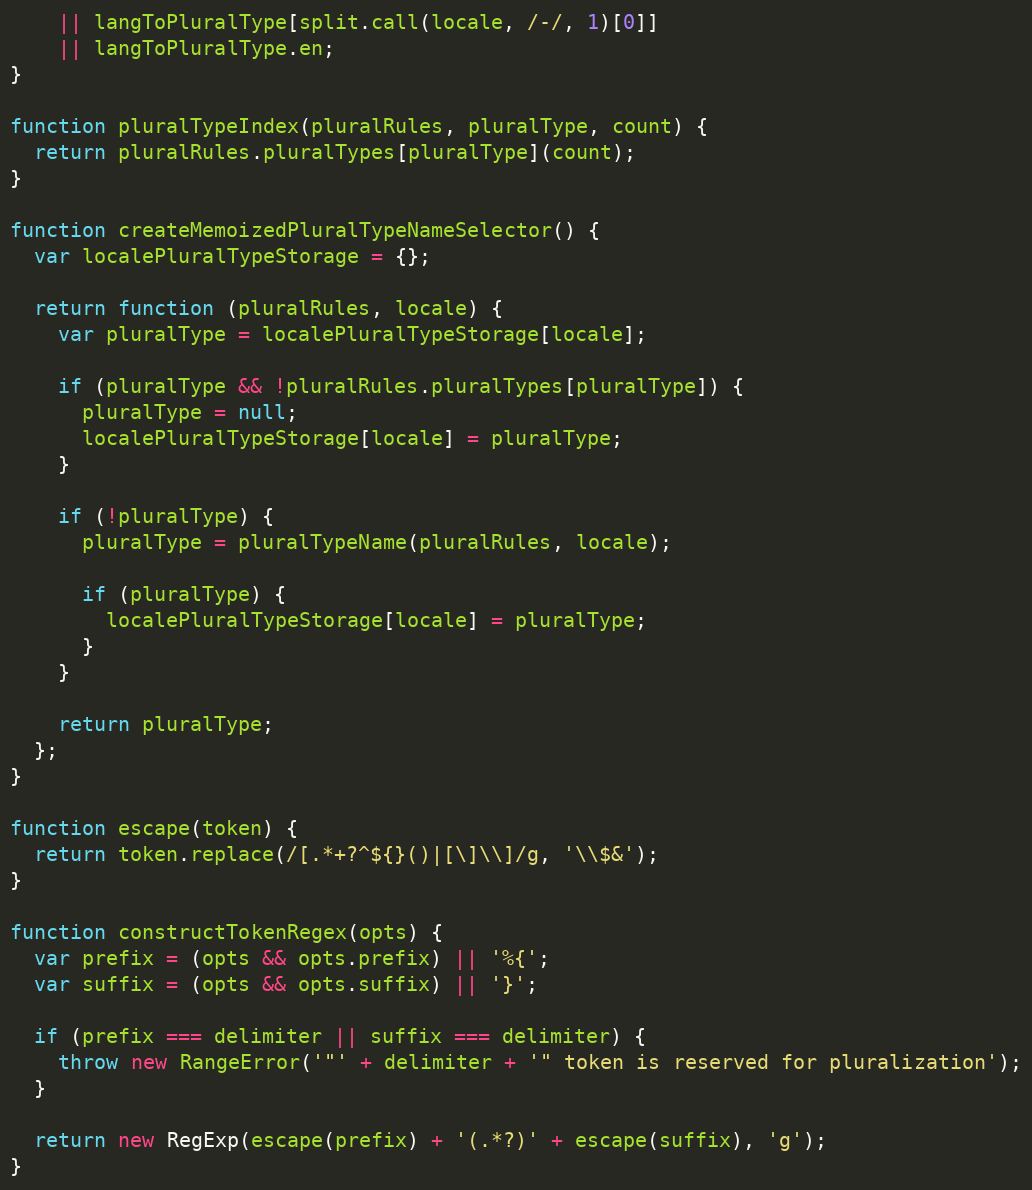 || langToPluralType[split.call(locale, /-/, 1)[0]]
    || langToPluralType.en;
}

function pluralTypeIndex(pluralRules, pluralType, count) {
  return pluralRules.pluralTypes[pluralType](count);
}

function createMemoizedPluralTypeNameSelector() {
  var localePluralTypeStorage = {};

  return function (pluralRules, locale) {
    var pluralType = localePluralTypeStorage[locale];

    if (pluralType && !pluralRules.pluralTypes[pluralType]) {
      pluralType = null;
      localePluralTypeStorage[locale] = pluralType;
    }

    if (!pluralType) {
      pluralType = pluralTypeName(pluralRules, locale);

      if (pluralType) {
        localePluralTypeStorage[locale] = pluralType;
      }
    }

    return pluralType;
  };
}

function escape(token) {
  return token.replace(/[.*+?^${}()|[\]\\]/g, '\\$&');
}

function constructTokenRegex(opts) {
  var prefix = (opts && opts.prefix) || '%{';
  var suffix = (opts && opts.suffix) || '}';

  if (prefix === delimiter || suffix === delimiter) {
    throw new RangeError('"' + delimiter + '" token is reserved for pluralization');
  }

  return new RegExp(escape(prefix) + '(.*?)' + escape(suffix), 'g');
}